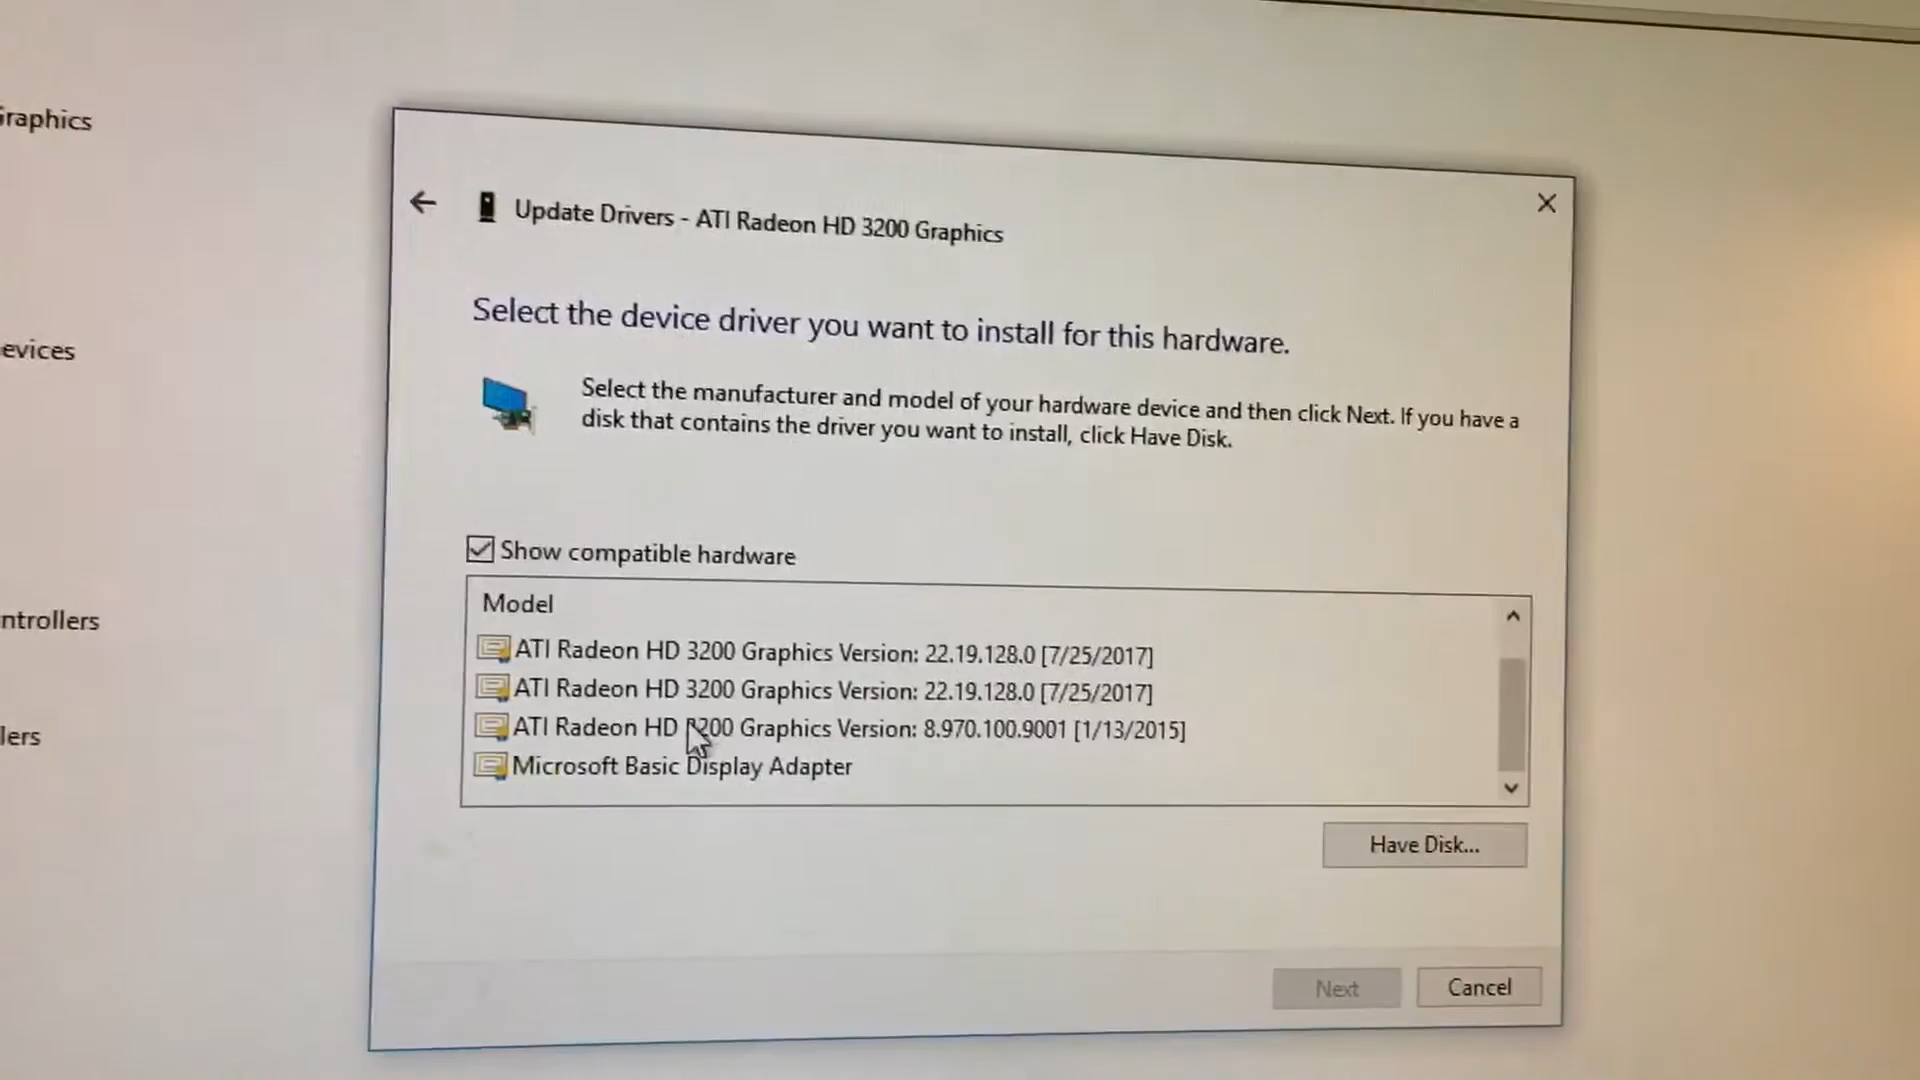 Graphics
evices
ntrollers
lers
Update Drivers - ATI Radeon HD 3200 Graphics
Select the device driver you want to install for this hardware.
Select the manufacturer and model of your hardware device and then click Next. If you have a
disk that contains the driver you want to install, click Have Disk.
Show compatible hardware
Model
ATI Radeon HD 3200 Graphics Version: 22.19.128.0 [7/25/2017]
ATI Radeon HD 3200 Graphics Version: 22.19.128.0 [7/25/2017]
ATI Radeon HD 3200 Graphics Version: 8.970.100.9001 [1/13/2015]
Microsoft Basic Display Adapter
Have Disk...
Next
Cancel